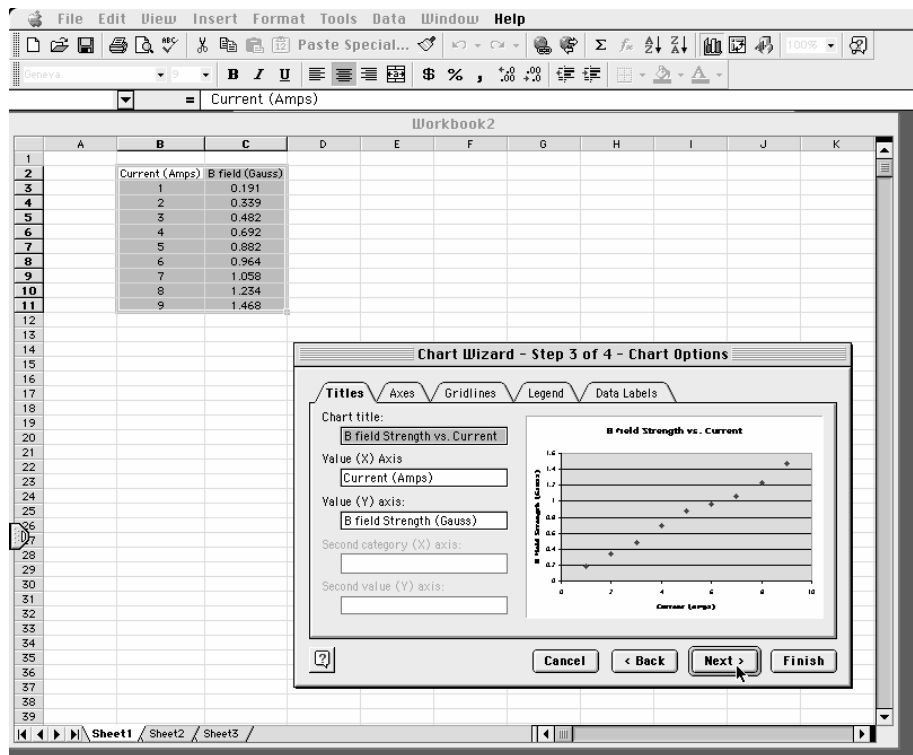 File Edit View Insert Format Tools Data Window Help
ABC Paste Special... Σ fx 100%
Geneva 9 B I U $ % , .00 .00
= Current (Amps)
Workbook2
A B C D E F G H I J K
1
2 Current (Amps) B field (Gauss)
3 1 0.191
4 2 0.339
5 3 0.482
6 4 0.692
7 5 0.882
8 6 0.964
9 7 1.058
10 8 1.234
11 9 1.468
12
13
14
15
16
17
18
19
20
21
22
23
24
25
26
27
28
29
30
31
32
33
34
35
36
37
38
39
Chart Wizard - Step 3 of 4 - Chart Options
Titles Axes Gridlines Legend Data Labels
Chart title:
B field Strength vs. Current
Value (X) Axis
Current (Amps)
Value (Y) axis:
B field Strength (Gauss)
Second category (X) axis:
Second value (Y) axis:
B field Strength vs. Current
B field Strength (Gauss)
1.6
1.4
1.2
1
0.8
0.6
0.4
0.2
0
0 2 4 6 8 10
Current (amps)
? Cancel < Back Next > Finish
Sheet1 Sheet2 Sheet3